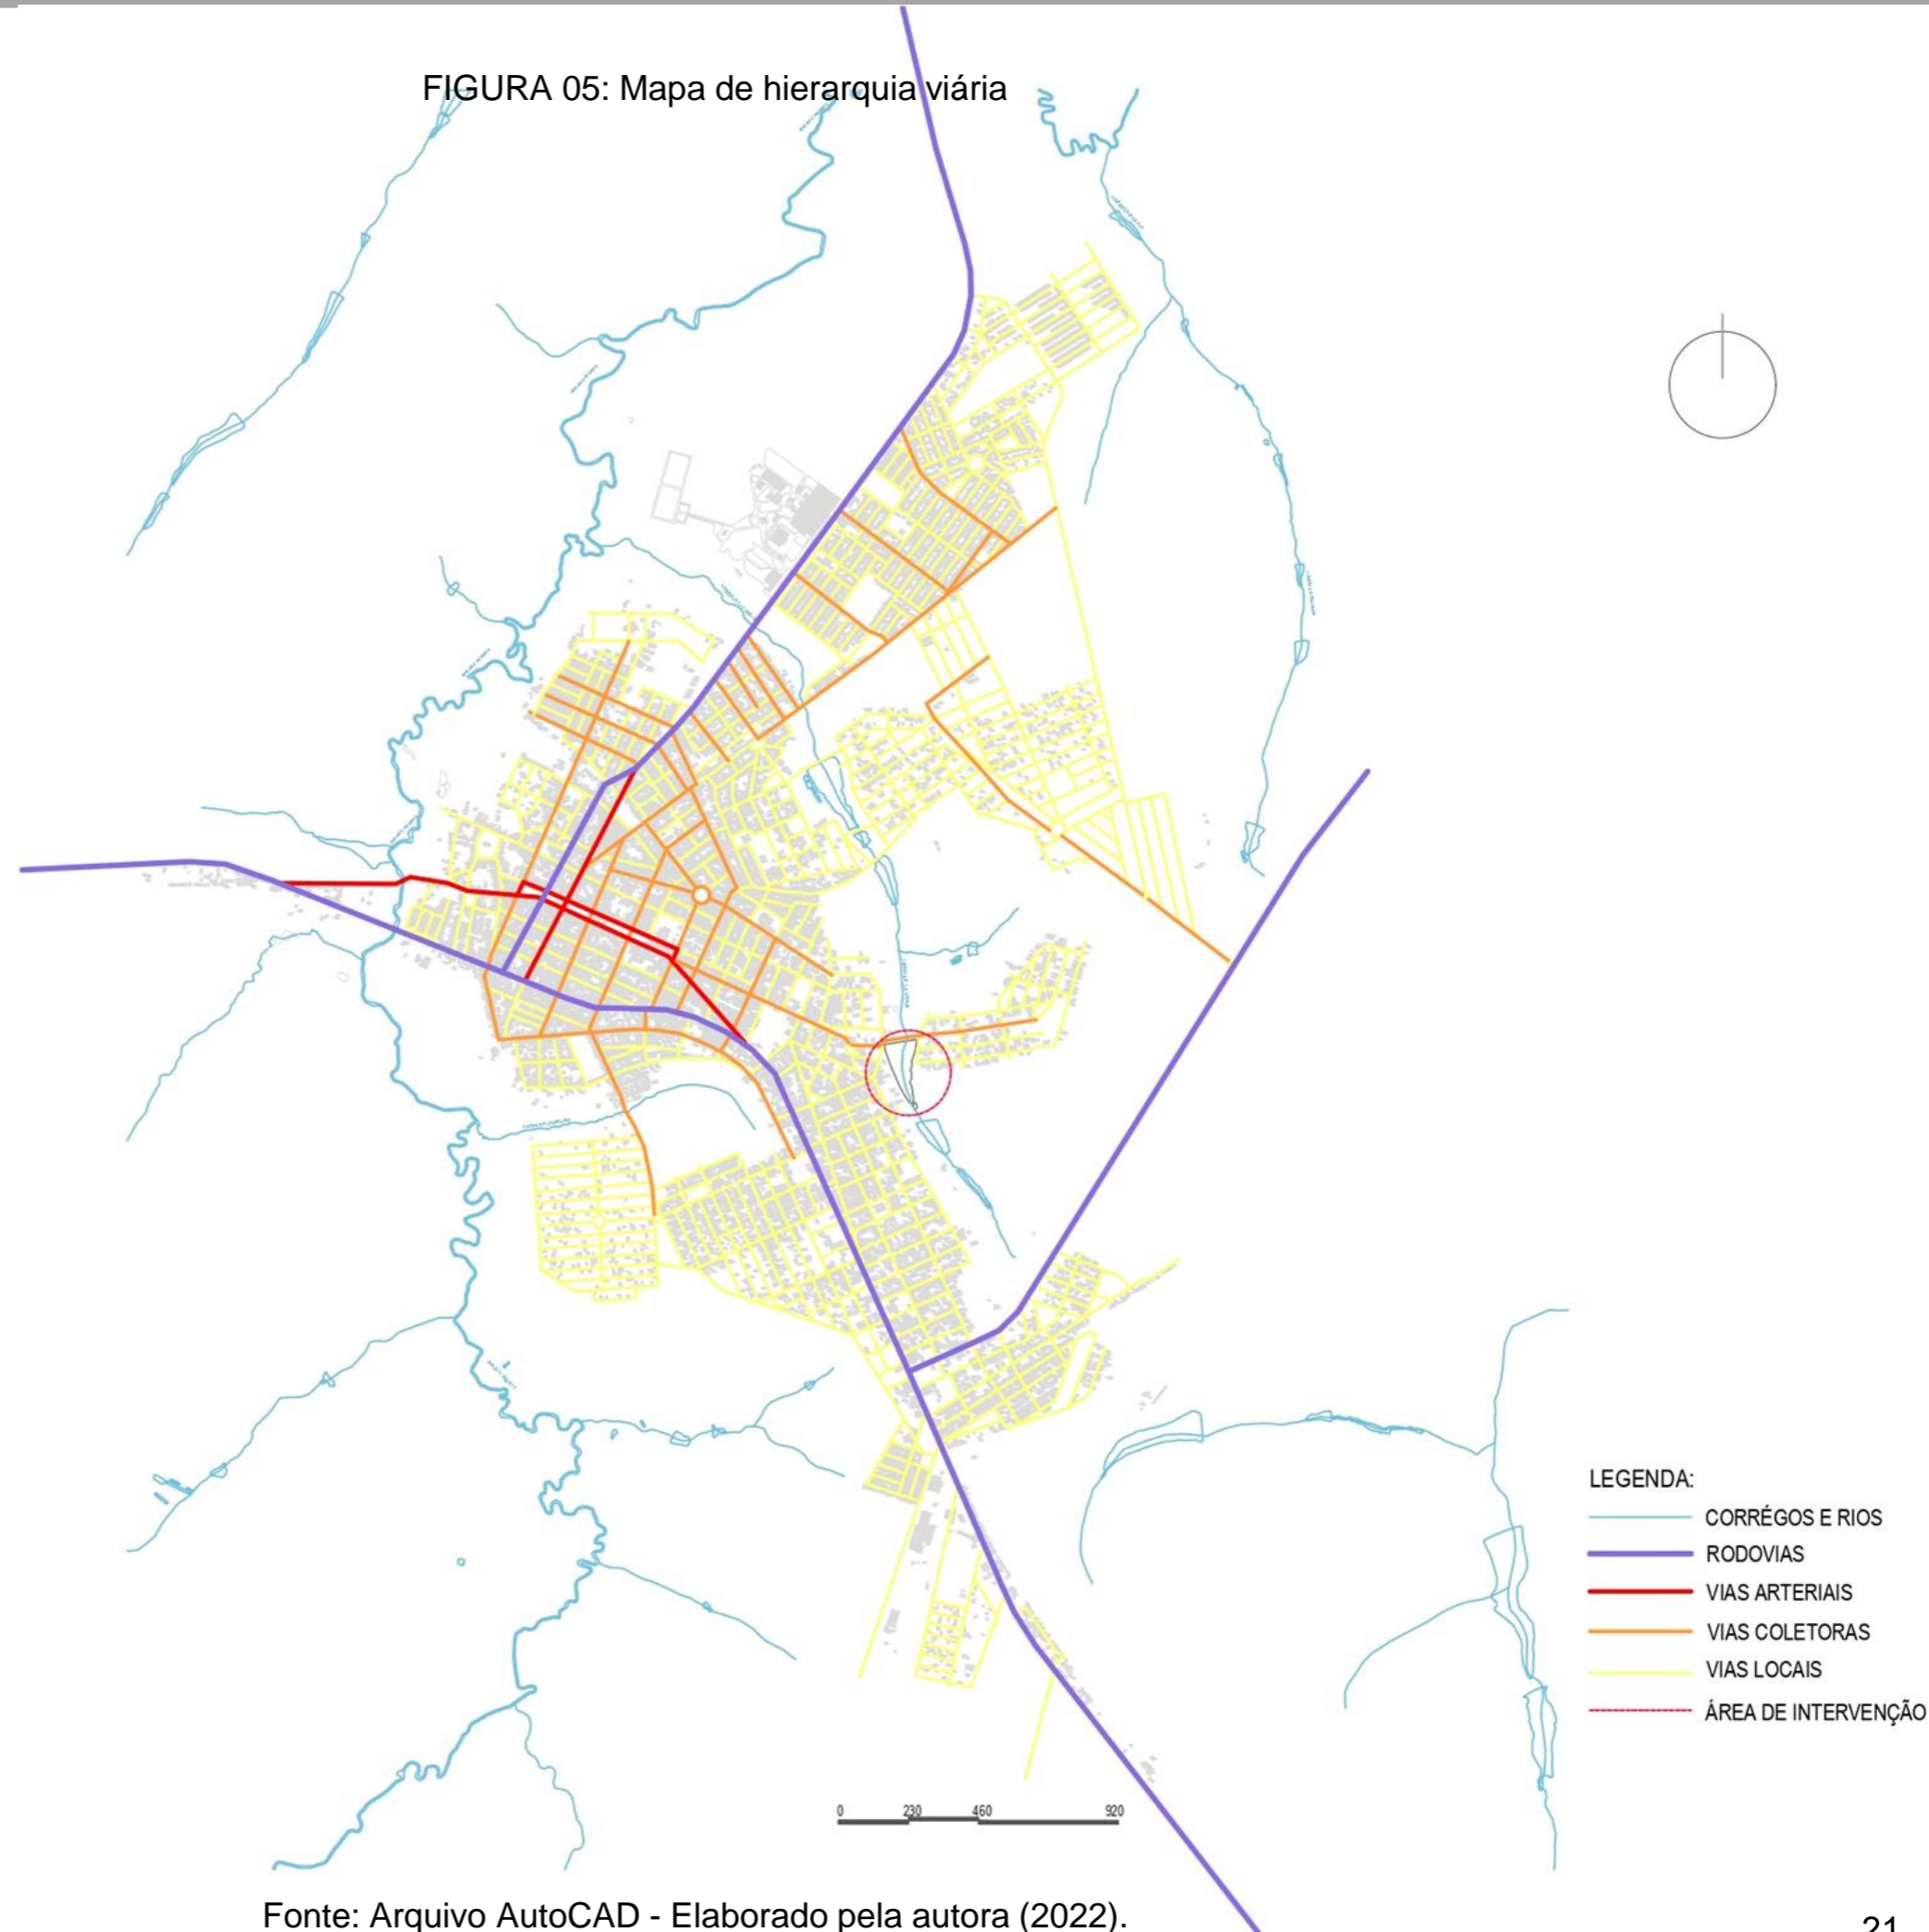 FIGURA 05: Mapa de hierarquia viária
LEGENDA:
CORRÉGOS E RIOS
RODOVIAS
VIAS ARTERIAIS
VIAS COLETORAS
VIAS LOCAIS
ÁREA DE INTERVENÇÃO
0 230 460 920
Fonte: Arquivo AutoCAD - Elaborado pela autora (2022).
21